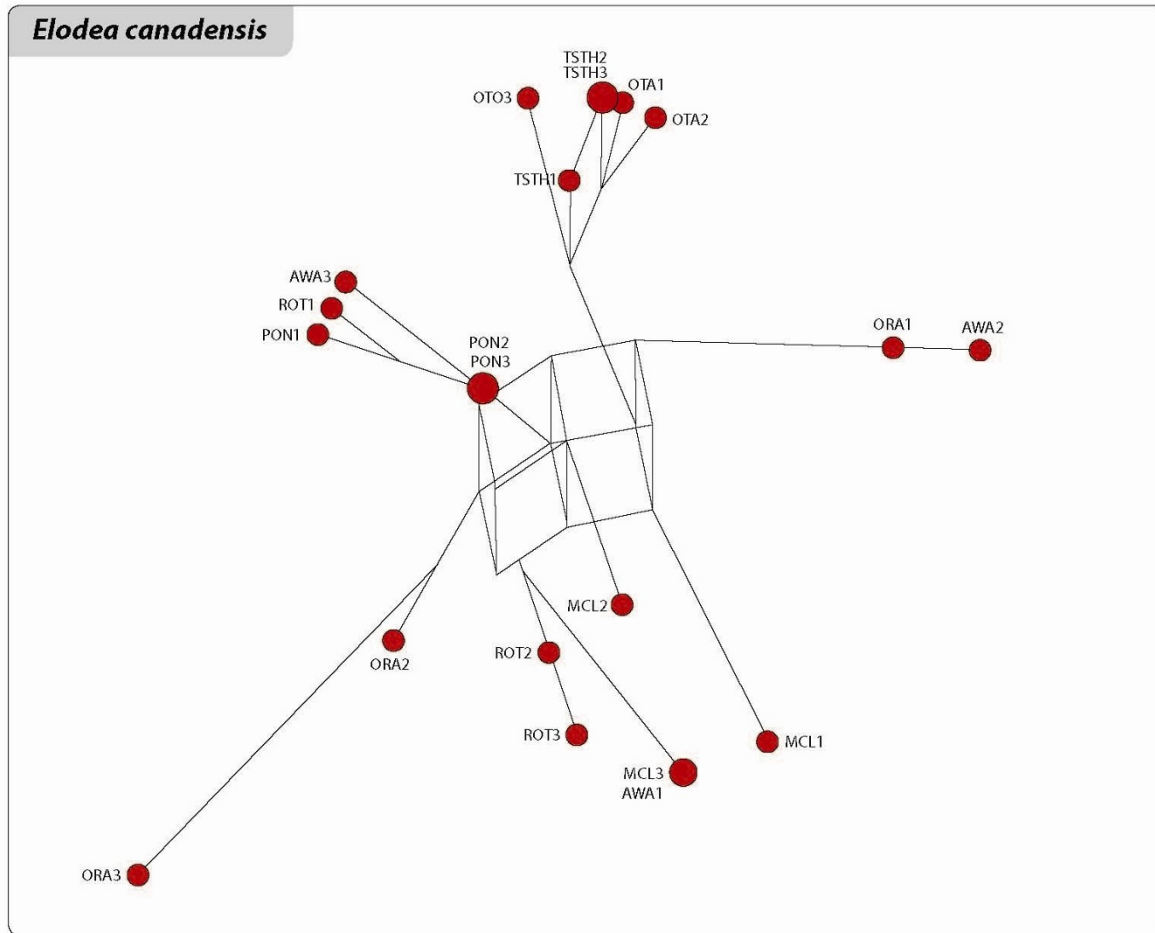 Elodea canadensis
TSTH2
TSTH3
OTO3
OTA1
OTA2
TSTH1
AWA3
ROT1
PON1
PON2
PON3
ORA1
AWA2
MCL2
ORA2
ROT2
ROT3
MCL1
MCL3
AWA1
ORA3